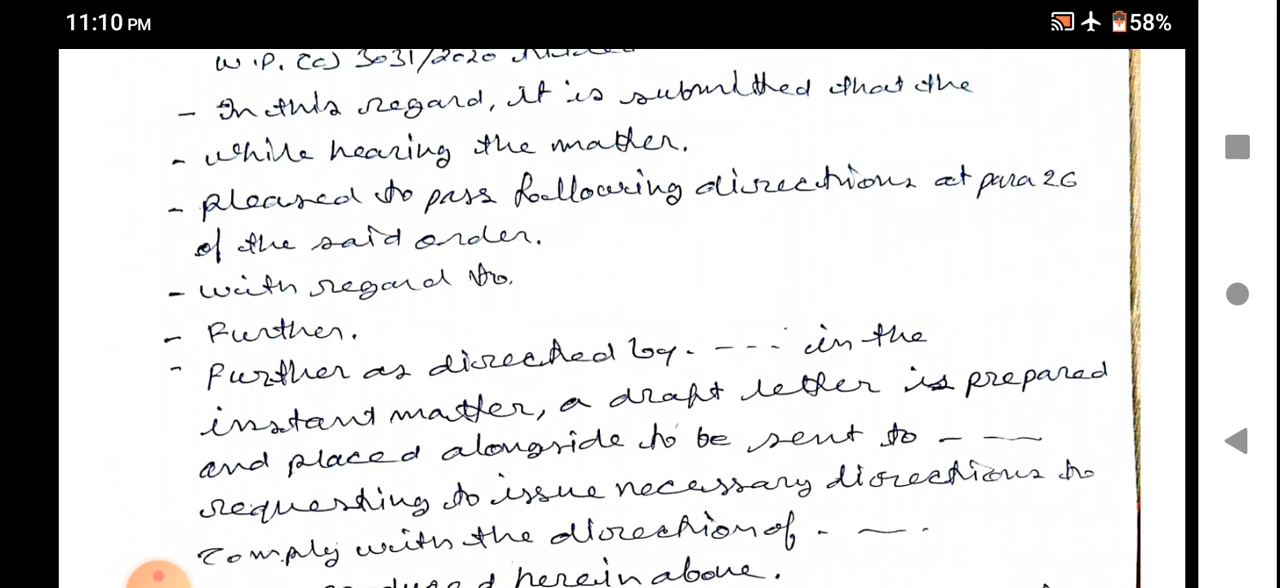 11:10 PM
58%
W.P. (C) 3031/2020
- In this regard, it is submitted that the
- while hearing the matter.
- pleased to pass following directions at para 26
of the said order.
- with regard to.
- Further.
- Further as directed by. --- in the
instant matter, a draft letter is prepared
and placed alongside to be sent to - —
requesting to issue necessary directions to
comply with the direction of - —.
herein above.